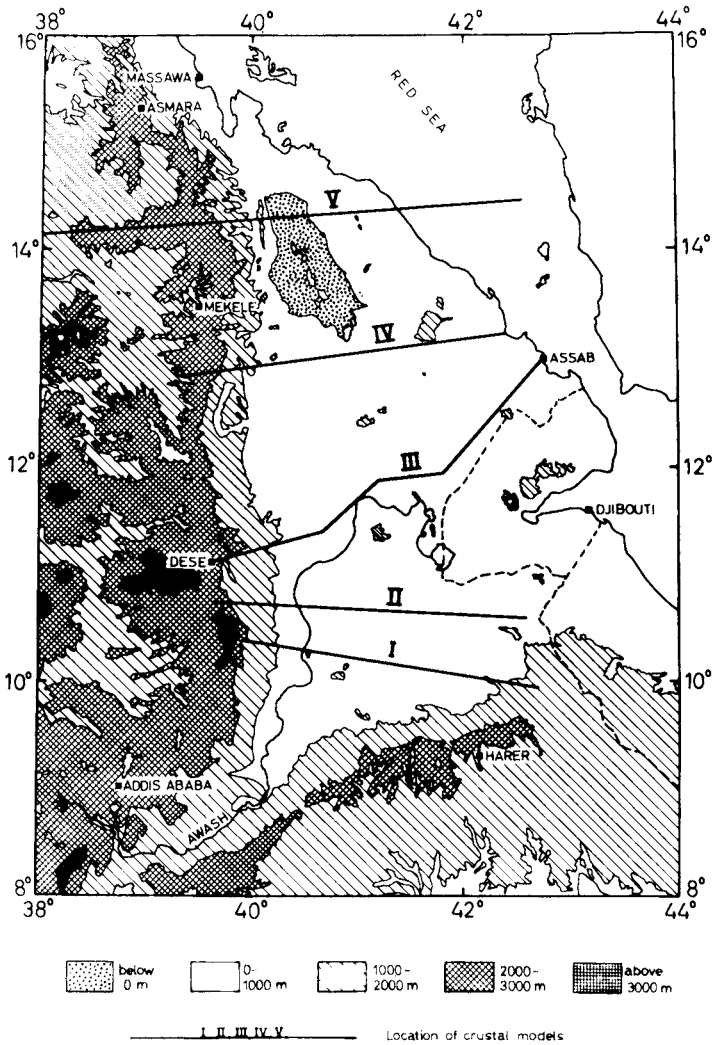 38° 40° 42° 44°
16° 16°
MASSAWA
ASMARA
RED SEA
V
14° 14°
MEKELE
IV
ASSAB
12° III 12°
DJIBOUTI
DESE
II
I
10° 10°
HARER
ADDIS ABABA
AWASH
8° 8°
38° 40° 42° 44°
below 0-   1000-   2000-   above
0 m 1000 m 2000 m 3000 m 3000 m
I II III IV V Location of crustal models